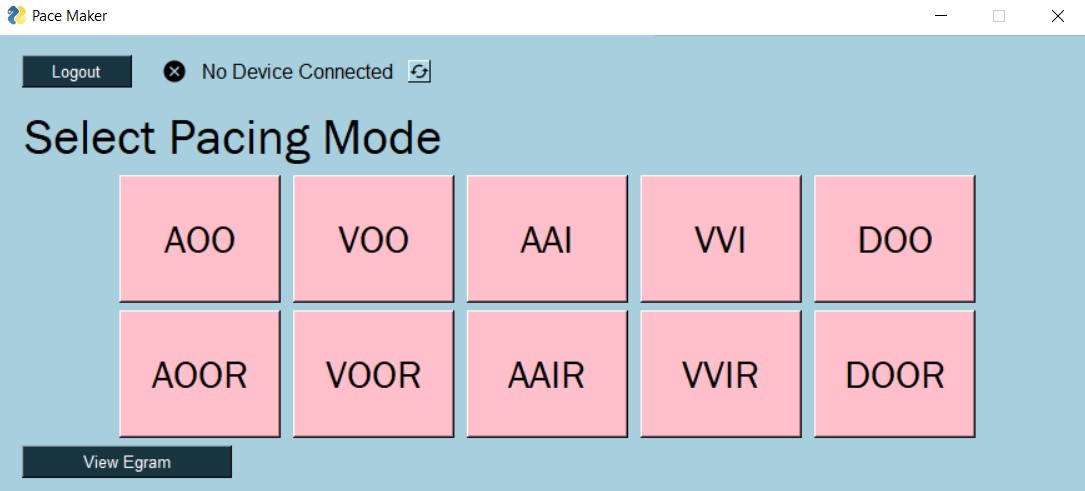 Pace Maker
Logout No Device Connected
Select Pacing Mode
AOO VOO AAI VVI DOO
AOOR VOOR AAIR VVIR DOOR
View Egram